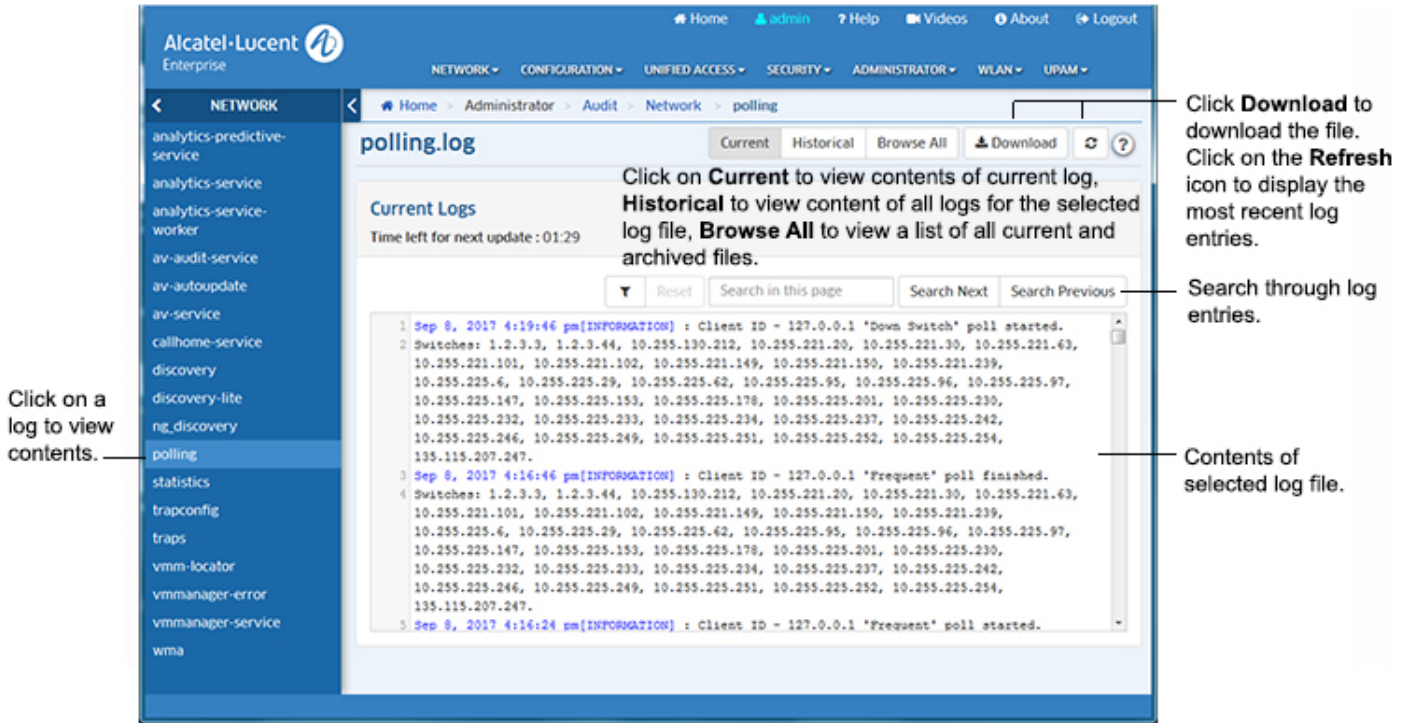 Home admin ? Help Videos About Logout
Alcatel·Lucent
Enterprise
NETWORK CONFIGURATION UNIFIED ACCESS SECURITY ADMINISTRATOR WLAN UPAM
NETWORK
Home > Administrator > Audit > Network > polling
analytics-predictive-
service
analytics-service
analytics-service-
worker
av-audit-service
av-autoupdate
av-service
callhome-service
discovery
discovery-lite
ng_discovery
polling
statistics
trapconfig
traps
vmm-locator
vmmanager-error
vmmanager-service
wma
polling.log
Current Historical Browse All Download ?
Click on Current to view contents of current log,
Historical to view content of all logs for the selected
log file, Browse All to view a list of all current and
archived files.
Current Logs
Time left for next update : 01:29
Reset Search in this page Search Next Search Previous
1 Sep 8, 2017 4:19:46 pm[INFORMATION] : Client ID - 127.0.0.1 "Down Switch" poll started.
2 Switches: 1.2.3.3, 1.2.3.44, 10.255.130.212, 10.255.221.20, 10.255.221.30, 10.255.221.63,
10.255.221.101, 10.255.221.102, 10.255.221.149, 10.255.221.150, 10.255.221.239,
10.255.225.6, 10.255.225.29, 10.255.225.62, 10.255.225.95, 10.255.225.96, 10.255.225.97,
10.255.225.147, 10.255.225.153, 10.255.225.178, 10.255.225.201, 10.255.225.230,
10.255.225.232, 10.255.225.233, 10.255.225.234, 10.255.225.237, 10.255.225.242,
10.255.225.246, 10.255.225.249, 10.255.225.251, 10.255.225.252, 10.255.225.254,
135.115.207.247.
3 Sep 8, 2017 4:16:46 pm[INFORMATION] : Client ID - 127.0.0.1 "Frequent" poll finished.
4 Switches: 1.2.3.3, 1.2.3.44, 10.255.130.212, 10.255.221.20, 10.255.221.30, 10.255.221.63,
10.255.221.101, 10.255.221.102, 10.255.221.149, 10.255.221.150, 10.255.221.239,
10.255.225.6, 10.255.225.29, 10.255.225.62, 10.255.225.95, 10.255.225.96, 10.255.225.97,
10.255.225.147, 10.255.225.153, 10.255.225.178, 10.255.225.201, 10.255.225.230,
10.255.225.232, 10.255.225.233, 10.255.225.234, 10.255.225.237, 10.255.225.242,
10.255.225.246, 10.255.225.249, 10.255.225.251, 10.255.225.252, 10.255.225.254,
135.115.207.247.
5 Sep 8, 2017 4:16:24 pm[INFORMATION] : Client ID - 127.0.0.1 "Frequent" poll started.
Click on a
log to view
contents.
Click Download to
download the file.
Click on the Refresh
icon to display the
most recent log
entries.
Search through log
entries.
Contents of
selected log file.